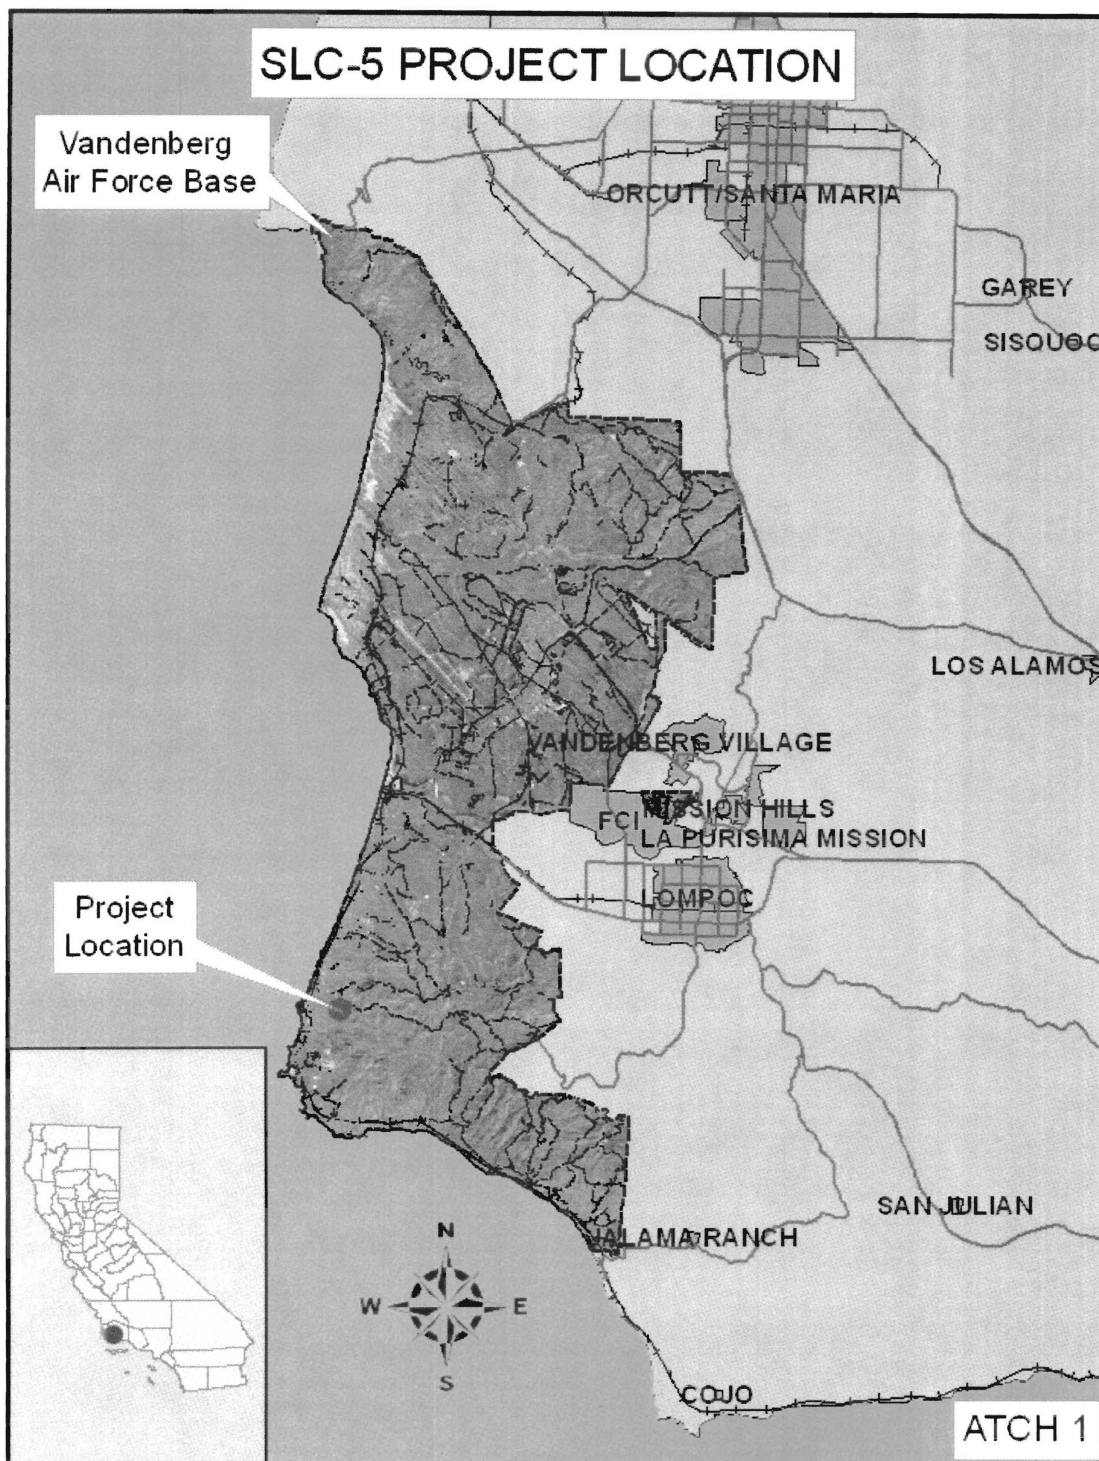 SLC-5 PROJECT LOCATION
Vandenberg
Air Force Base
ORCUTT/SANTA MARIA
GAREY
SISQUOC
LOS ALAMOS
VANDENBERG VILLAGE
MISSION HILLS
FCI
LA PURISIMA MISSION
LOMPOC
Project
Location
SAN JULIAN
JALAMA RANCH
N
W
E
S
COJO
ATCH 1